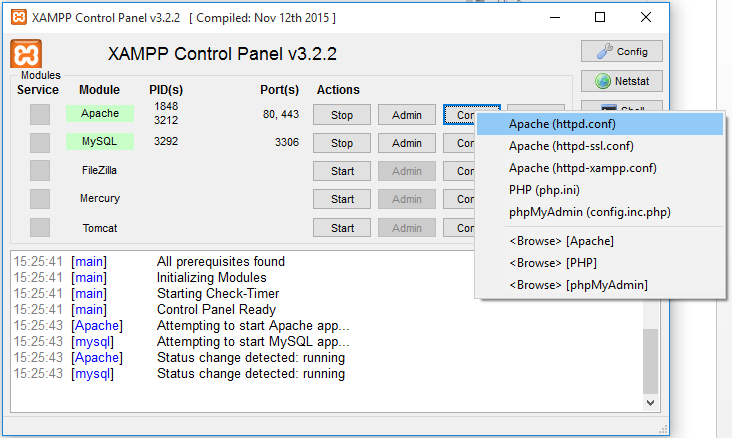 XAMPP Control Panel v3.2.2 [ Compiled: Nov 12th 2015 ]
XAMPP Control Panel v3.2.2
Config
Netstat
Shell
Modules
Service Module PID(s) Port(s) Actions
Apache 1848 3212 80, 443 Stop Admin
MySQL 3292 3306 Stop Admin
FileZilla Start Admin
Mercury Start Admin
Tomcat Start Admin
Apache (httpd.conf)
Apache (httpd-ssl.conf)
Apache (httpd-xampp.conf)
PHP (php.ini)
phpMyAdmin (config.inc.php)
<Browse> [Apache]
<Browse> [PHP]
<Browse> [phpMyAdmin]
15:25:41 [main] All prerequisites found
15:25:41 [main] Initializing Modules
15:25:41 [main] Starting Check-Timer
15:25:41 [main] Control Panel Ready
15:25:43 [Apache] Attempting to start Apache app...
15:25:43 [mysql] Attempting to start MySQL app...
15:25:43 [Apache] Status change detected: running
15:25:43 [mysql] Status change detected: running